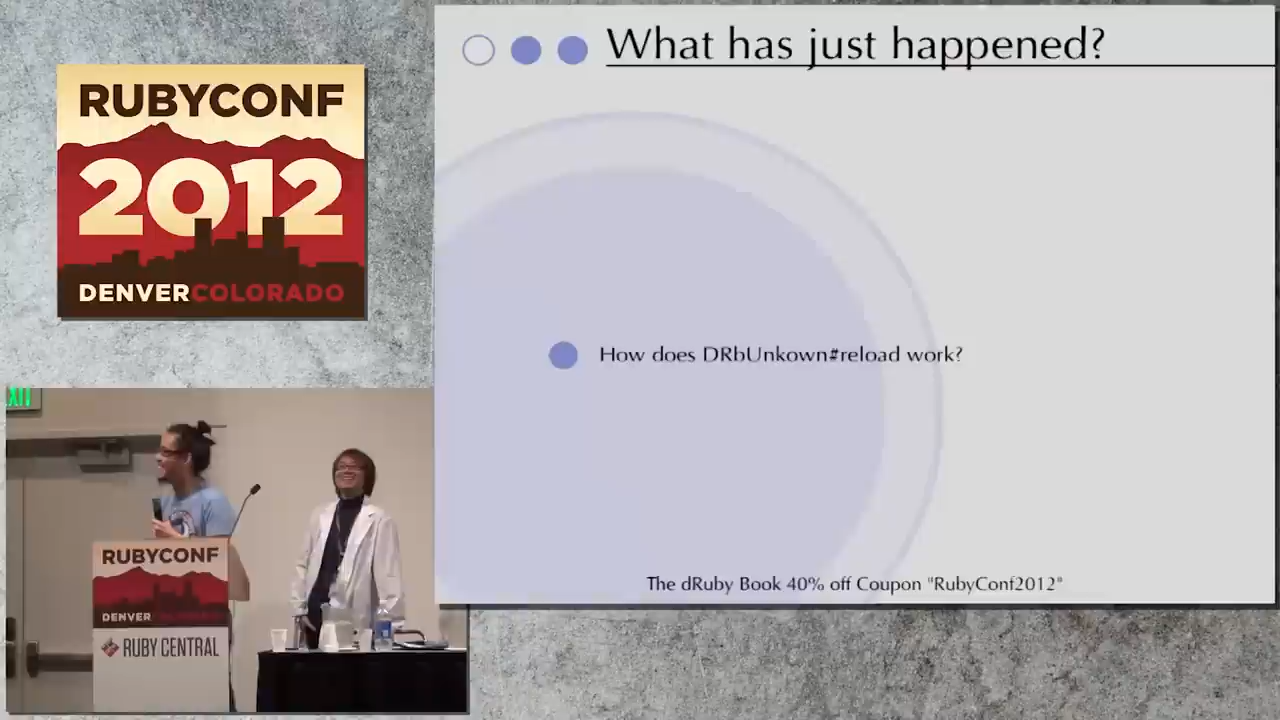 RUBYCONF
2012
DENVERCOLORADO
What has just happened?
How does DRbUnkown#reload work?
The dRuby Book 40% off Coupon "RubyConf2012"
RUBYCONF
DENVER COLORADO
RUBY CENTRAL